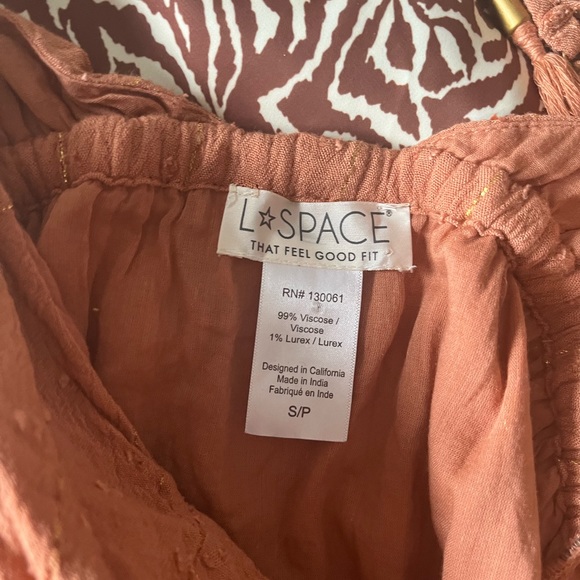 L☆SPACE®
THAT FEEL GOOD FIT
RN# 130061
99% Viscose /
Viscose
1% Lurex / Lurex
Designed in California
Made in India
Fabriqué en Inde
S/P